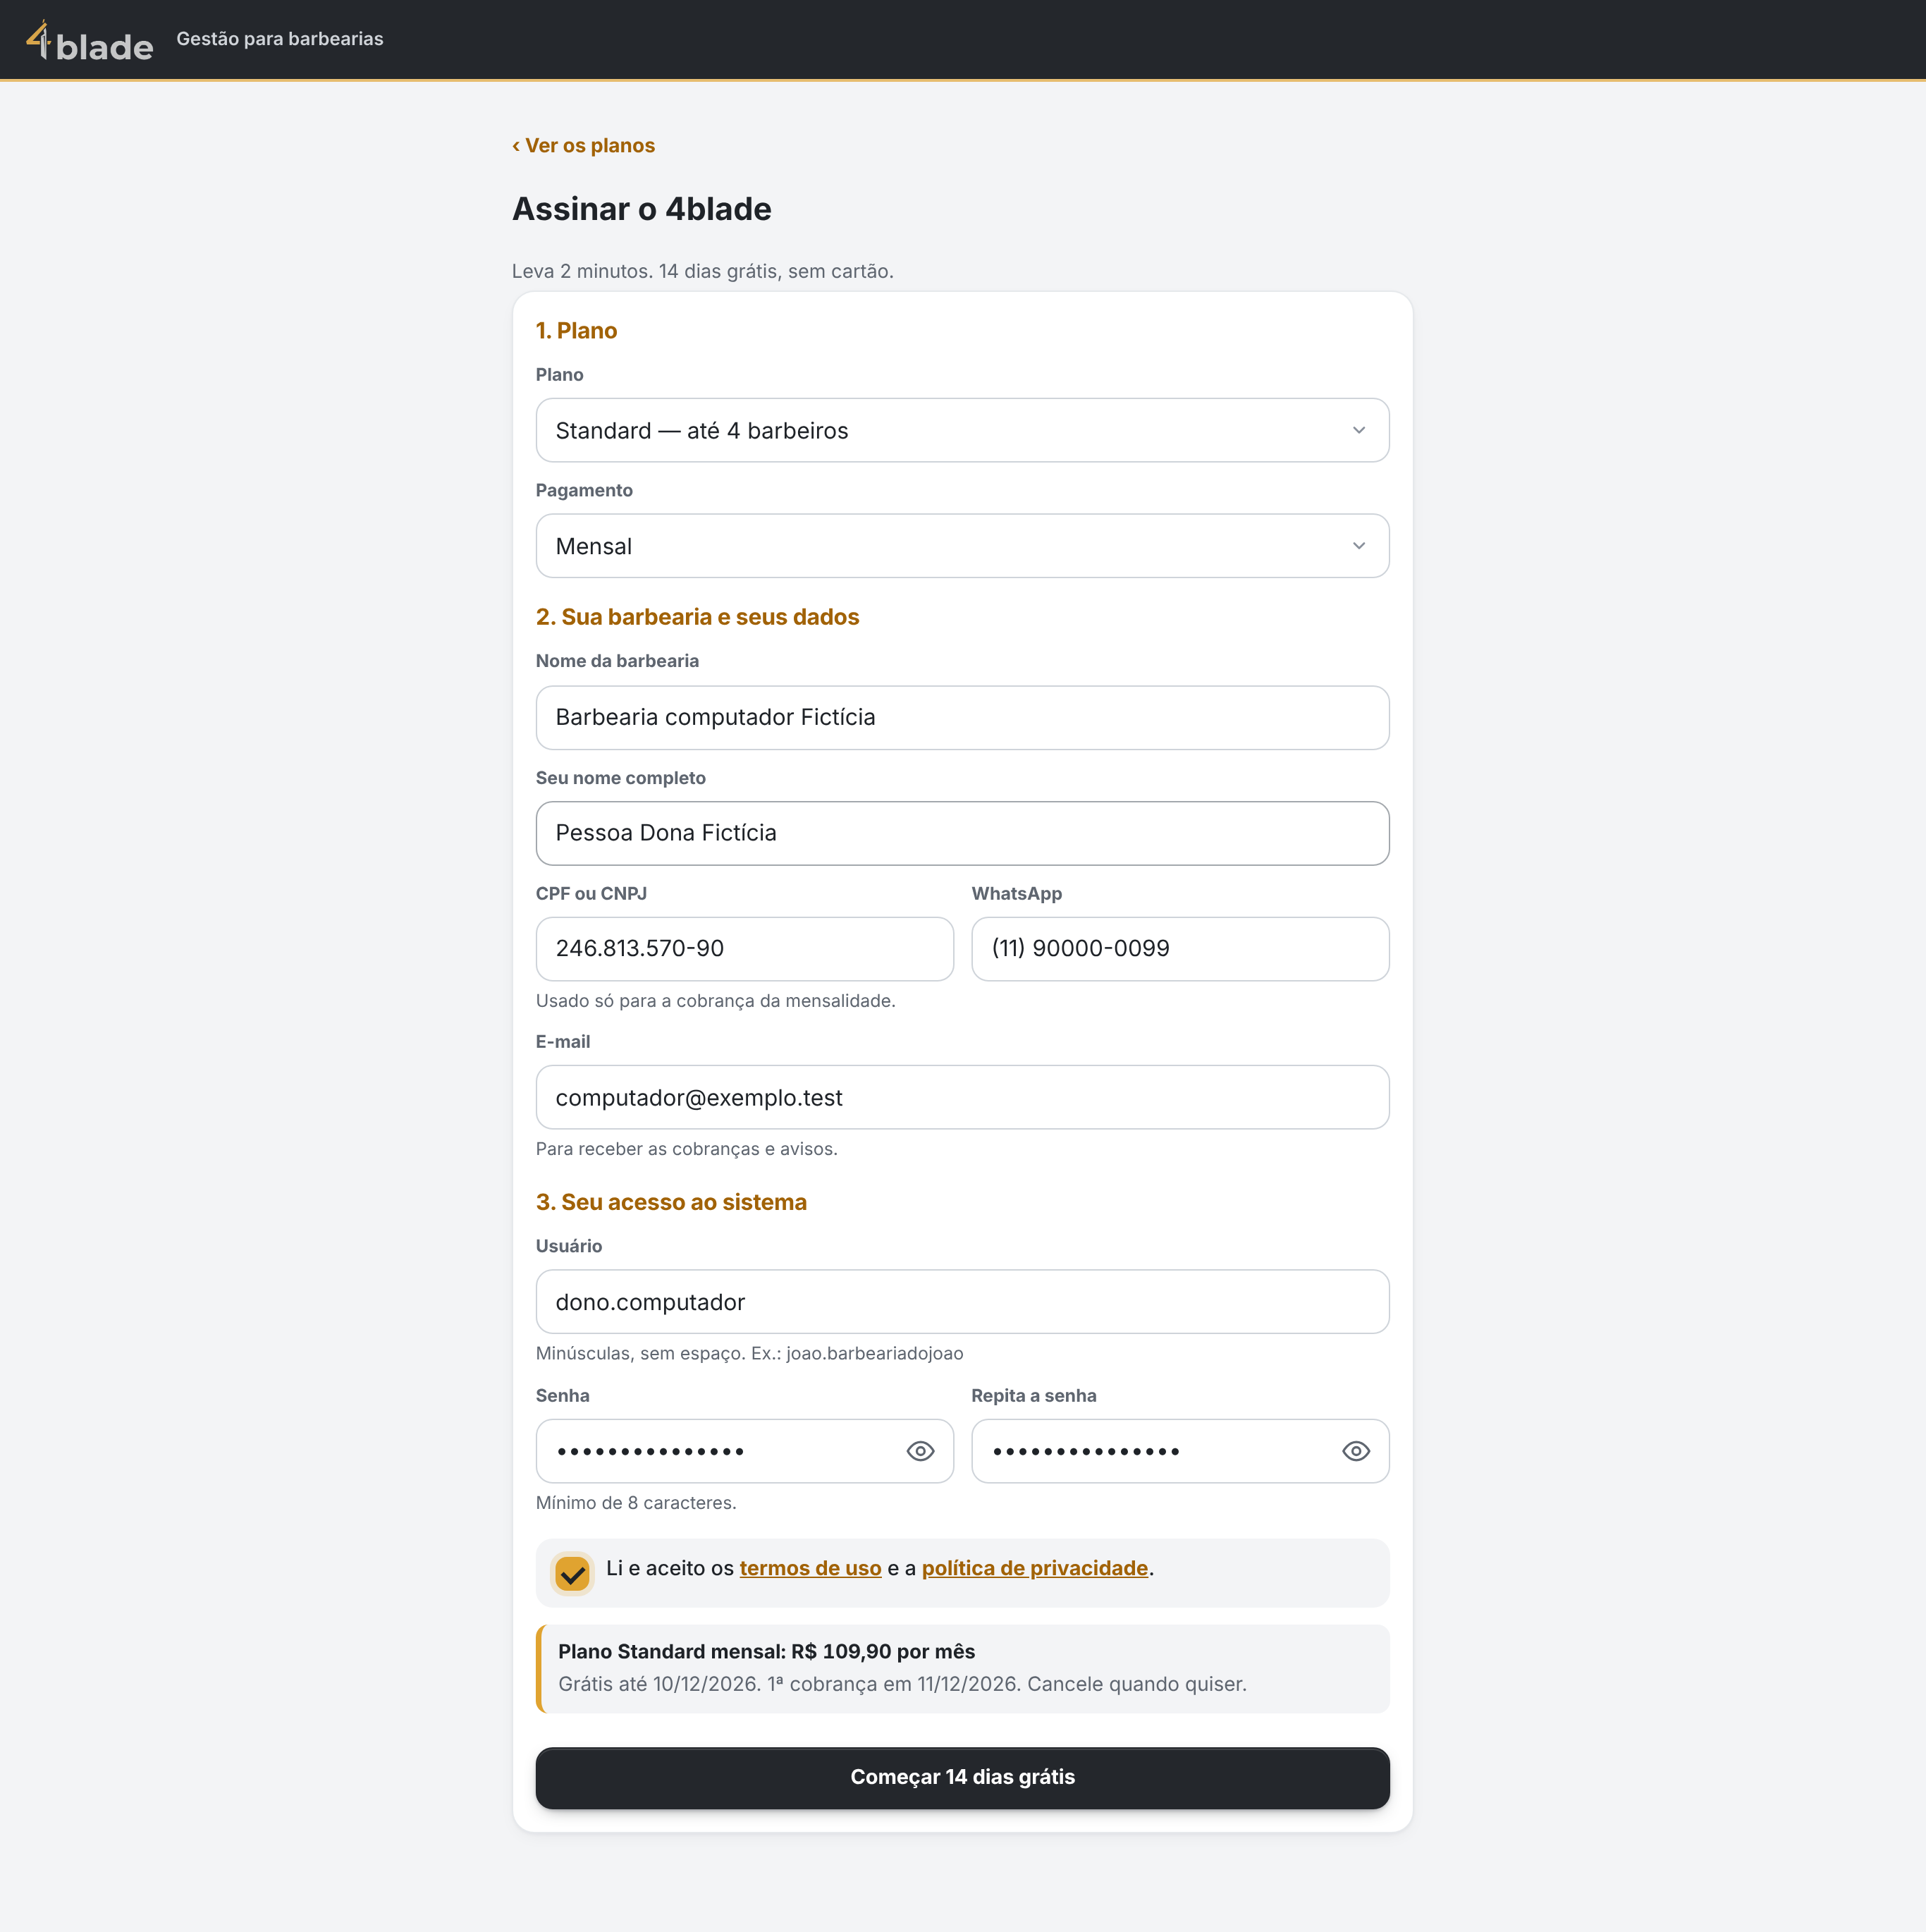 4blade
Gestão para barbearias
‹ Ver os planos
Assinar o 4blade
Leva 2 minutos. 14 dias grátis, sem cartão.
1. Plano
Plano
Standard — até 4 barbeiros
Pagamento
Mensal
2. Sua barbearia e seus dados
Nome da barbearia
Barbearia computador Fictícia
Seu nome completo
Pessoa Dona Fictícia
CPF ou CNPJ
WhatsApp
246.813.570-90
(11) 90000-0099
Usado só para a cobrança da mensalidade.
E-mail
computador@exemplo.test
Para receber as cobranças e avisos.
3. Seu acesso ao sistema
Usuário
dono.computador
Minúsculas, sem espaço. Ex.: joao.barbeariadojoao
Senha
Repita a senha
•••••••••••••••
•••••••••••••••
Mínimo de 8 caracteres.
Li e aceito os termos de uso e a política de privacidade.
Plano Standard mensal: R$ 109,90 por mês
Grátis até 10/12/2026. 1ª cobrança em 11/12/2026. Cancele quando quiser.
Começar 14 dias grátis